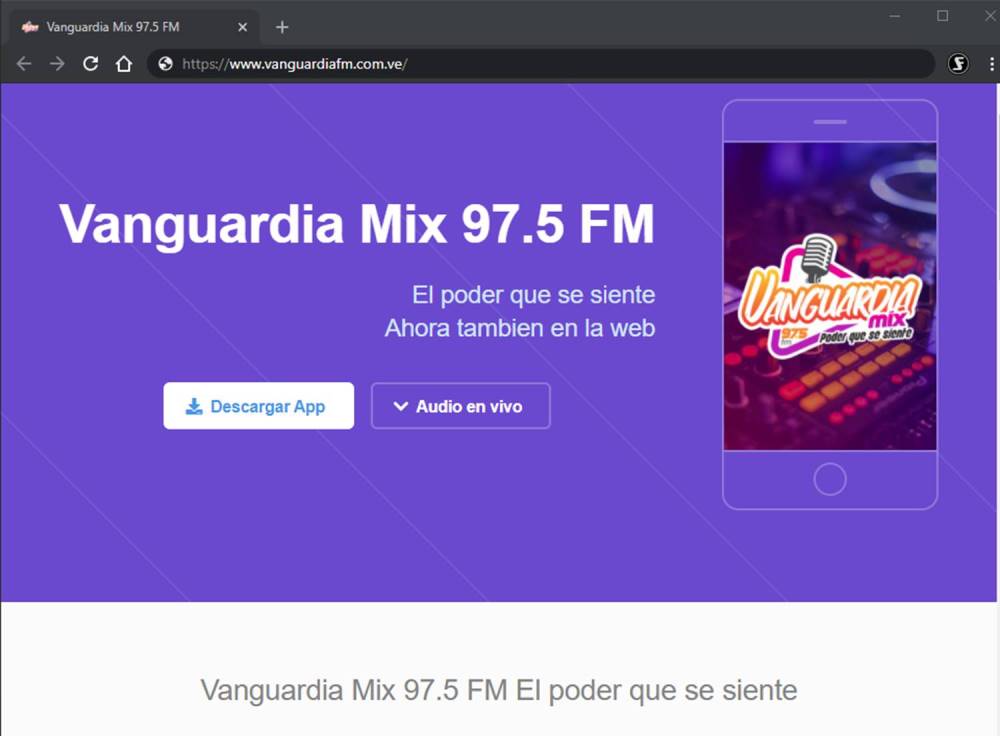 Vanguardia Mix 97.5 FM
https://www.vanguardiafm.com.ve/
Vanguardia Mix 97.5 FM
El poder que se siente
Ahora tambien en la web
Descargar App
Audio en vivo
VANGUARDIA
mix
97.5
fm
Poder que se siente
Vanguardia Mix 97.5 FM El poder que se siente